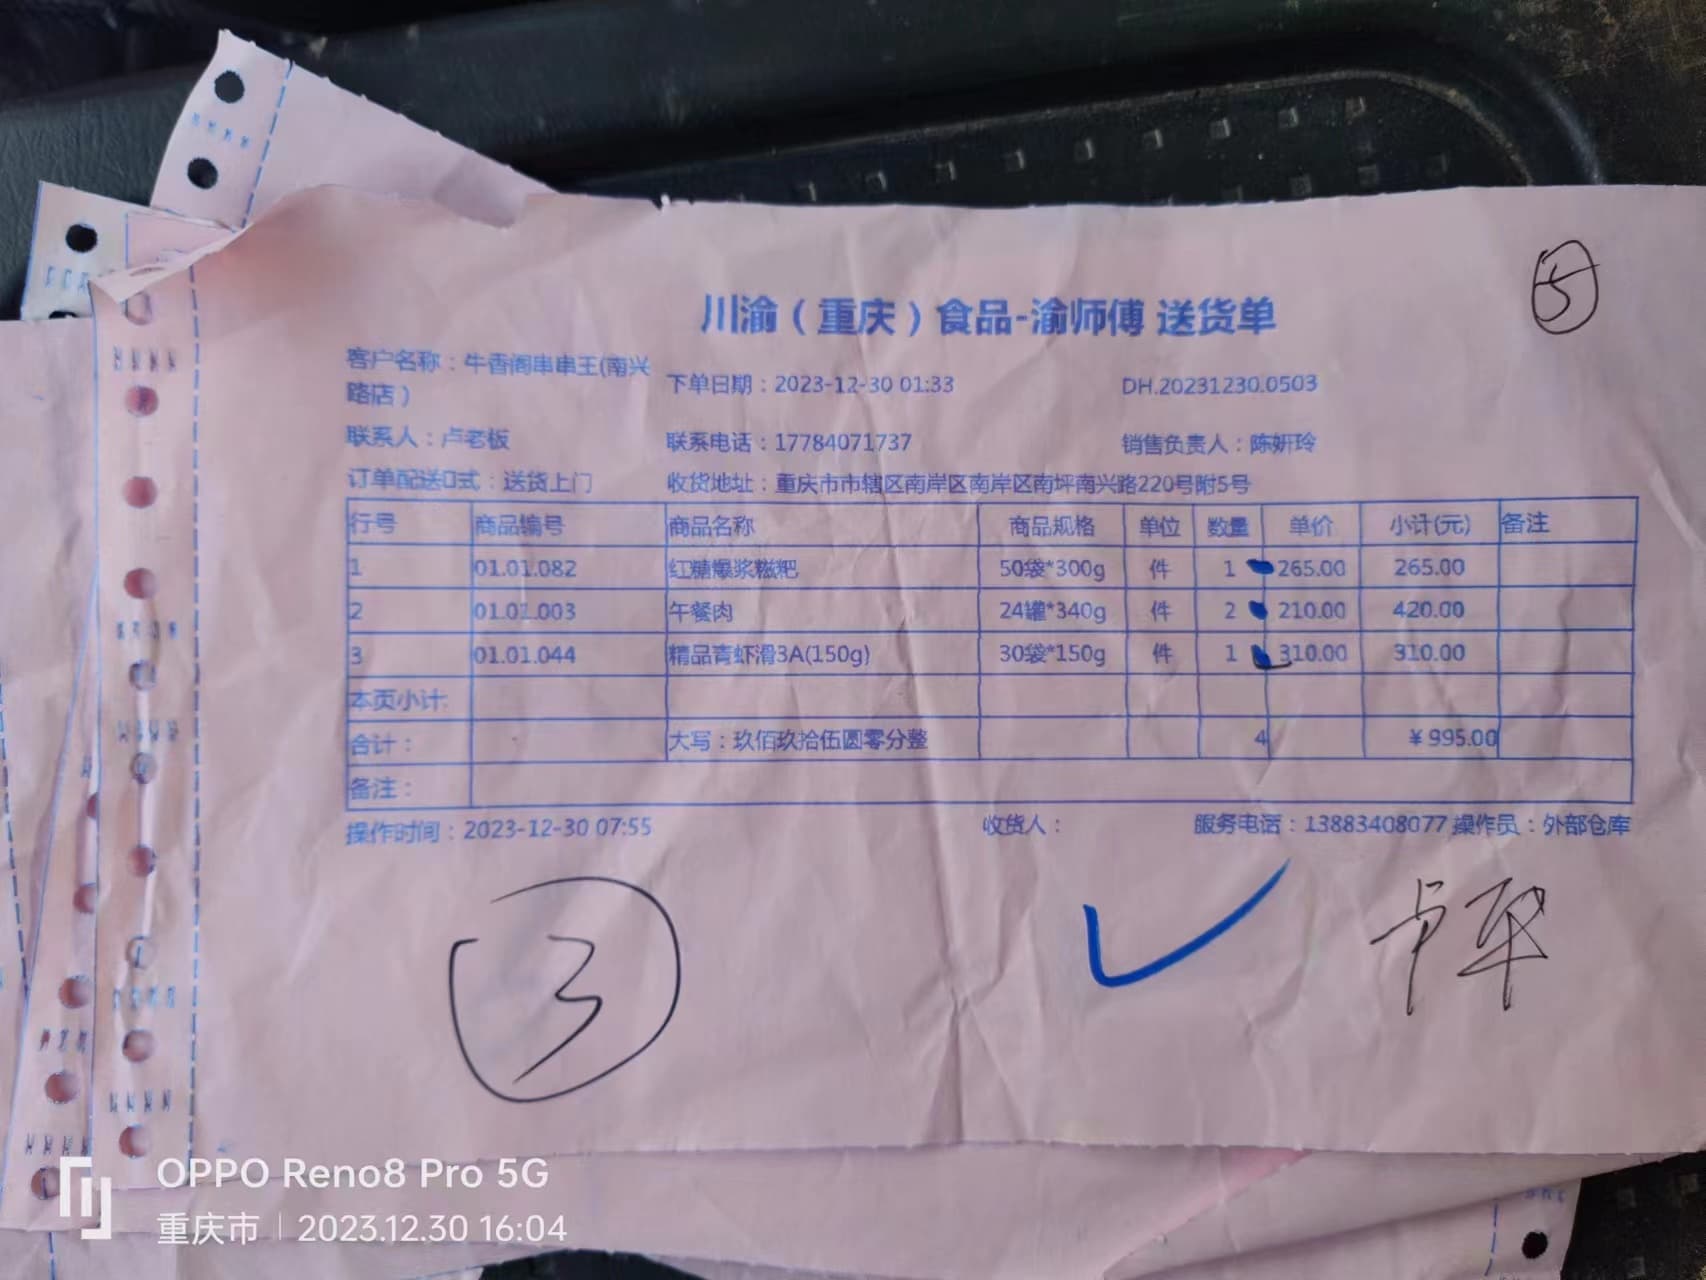 ⑤
川渝（重庆）食品-渝师傅 送货单
客户名称：牛香阁串串王(南兴路店） 下单日期：2023-12-30 01:33 DH.20231230.0503
联系人：卢老板 联系电话：17784071737 销售负责人：陈妍玲
订单配送0式：送货上门 收货地址：重庆市市辖区南岸区南岸区南坪南兴路220号附5号
行号 商品编号 商品名称 商品规格 单位 数量 单价 小计(元) 备注
1 01.01.082 红糖爆浆糍粑 50袋*300g 件 1 265.00 265.00
2 01.01.003 午餐肉 24罐*340g 件 2 210.00 420.00
3 01.01.044 精品青虾滑3A(150g) 30袋*150g 件 1 310.00 310.00
本页小计:
合计： 大写：玖佰玖拾伍圆零分整 4 ¥995.00
备注：
操作时间：2023-12-30 07:55 收货人： 服务电话：13883408077 操作员：外部仓库
③
OPPO Reno8 Pro 5G
重庆市 | 2023.12.30 16:04